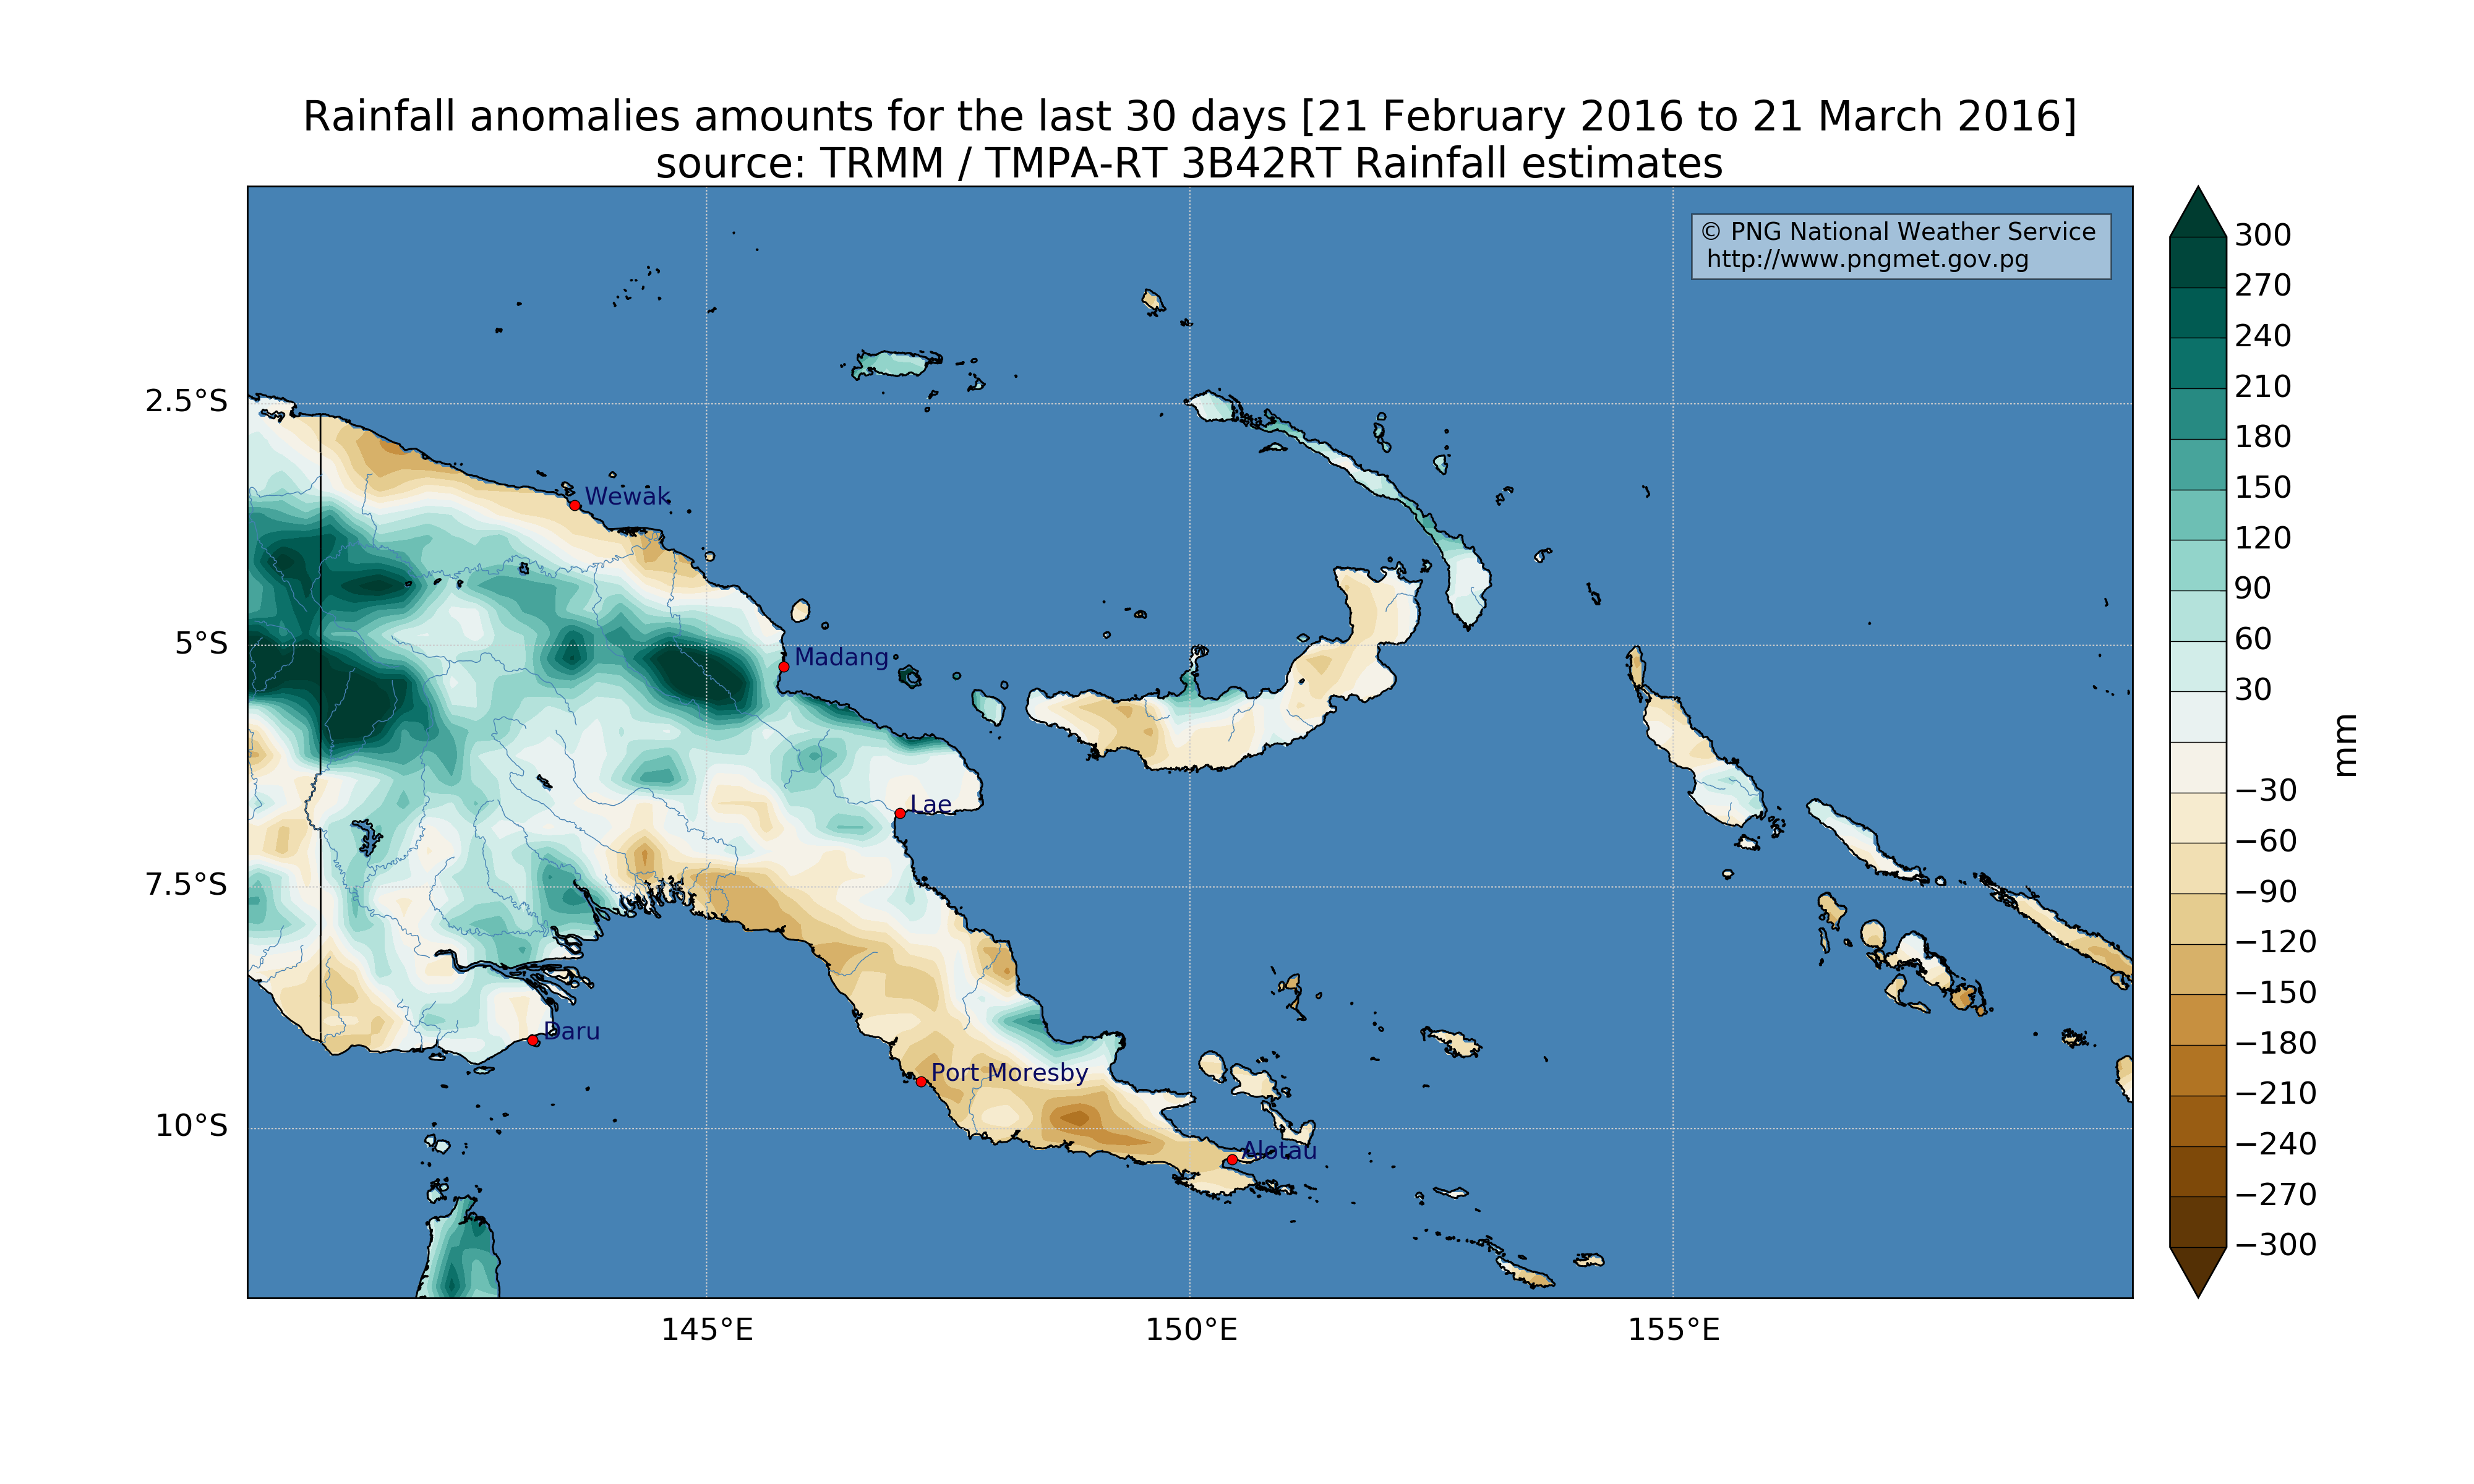 Rainfall anomalies amounts for the last 30 days [21 February 2016 to 21 March 2016]
source: TRMM / TMPA-RT 3B42RT Rainfall estimates
© PNG National Weather Service
http://www.pngmet.gov.pg
2.5°S
5°S
7.5°S
10°S
Wewak
Madang
Lae
Daru
Port Moresby
Alotau
145°E
150°E
155°E
300
270
240
210
180
150
120
90
60
30
−30
−60
−90
−120
−150
−180
−210
−240
−270
−300
mm